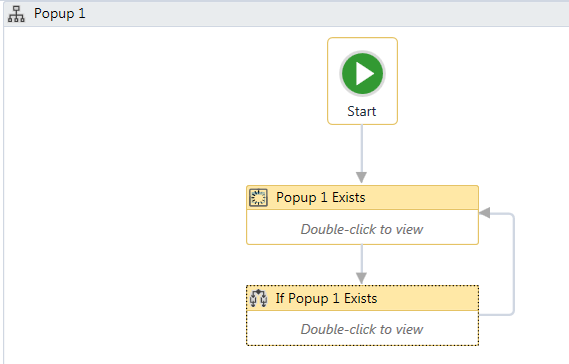 Popup 1
Start
Popup 1 Exists
Double-click to view
If Popup 1 Exists
Double-click to view